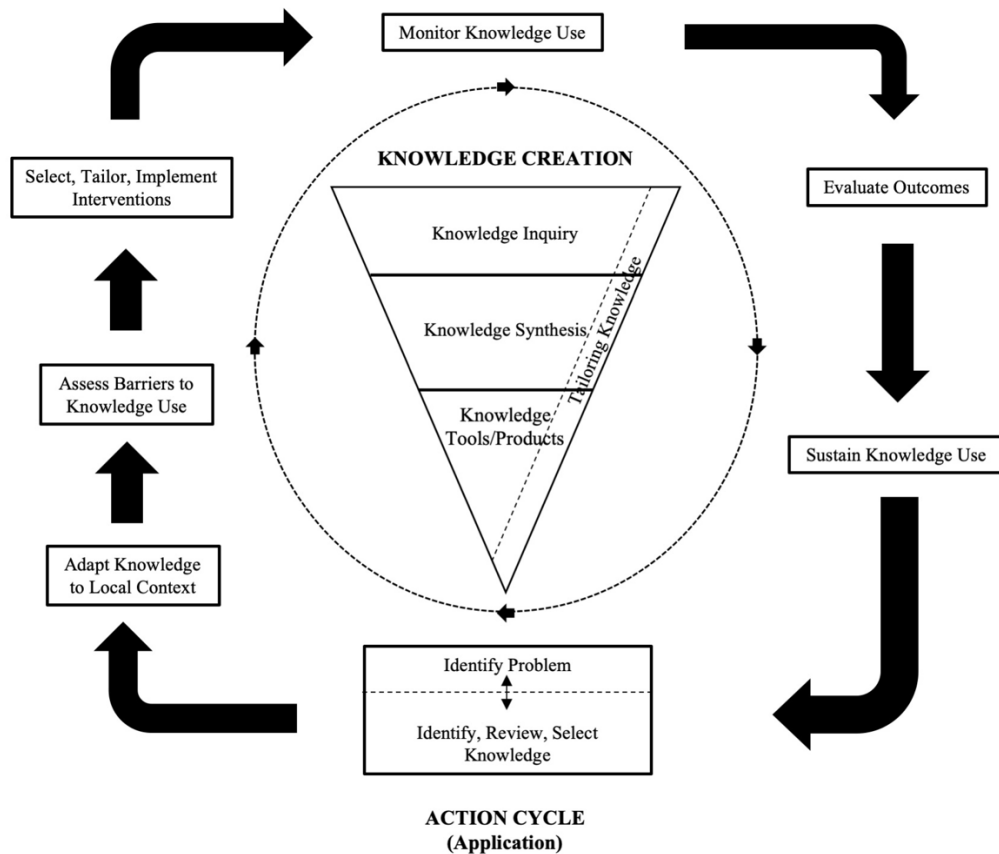 Monitor Knowledge Use
KNOWLEDGE CREATION
Select, Tailor, Implement
Interventions
Evaluate Outcomes
Knowledge Inquiry
Tailoring Knowledge
Knowledge Synthesis
Assess Barriers to
Knowledge Use
Knowledge
Tools/Products
Sustain Knowledge Use
Adapt Knowledge
to Local Context
Identify Problem
Identify, Review, Select
Knowledge
ACTION CYCLE
(Application)